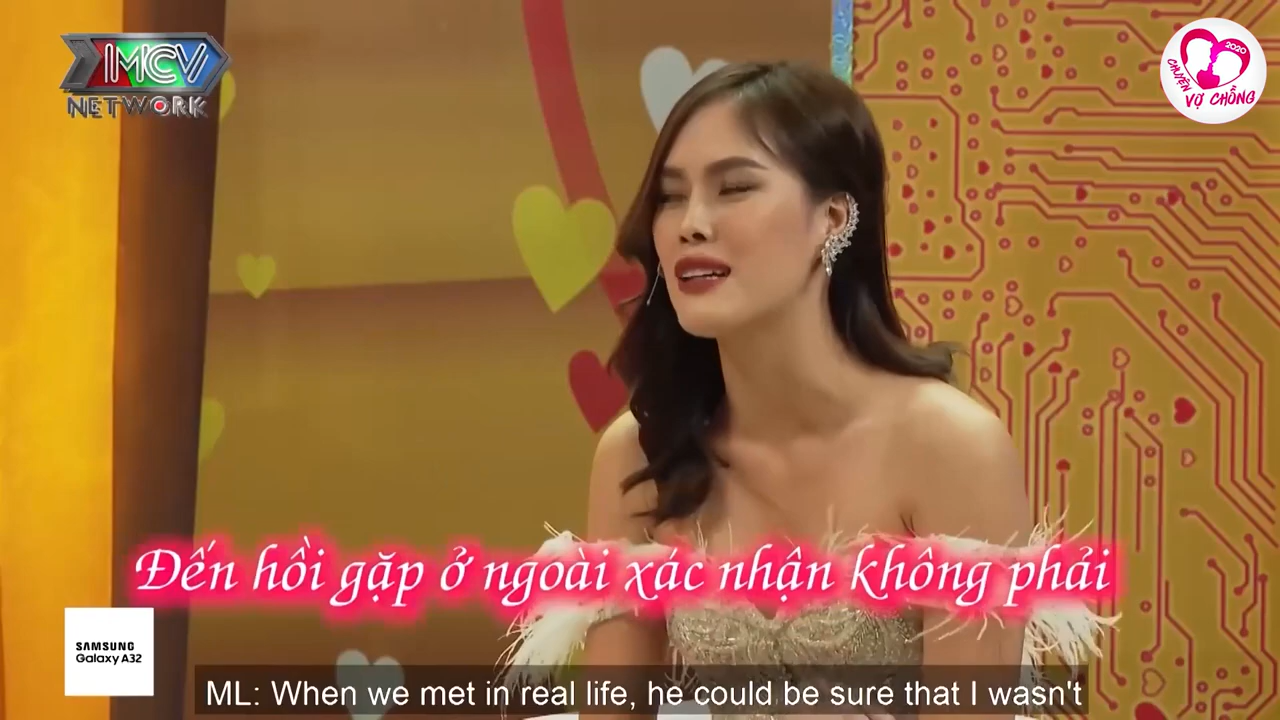 MCV
NETWORK
2020
CHUYỆN
VỢ CHỒNG
Đến hồi gặp ở ngoài xác nhận không phải
SAMSUNG
Galaxy A32
ML: When we met in real life, he could be sure that I wasn't